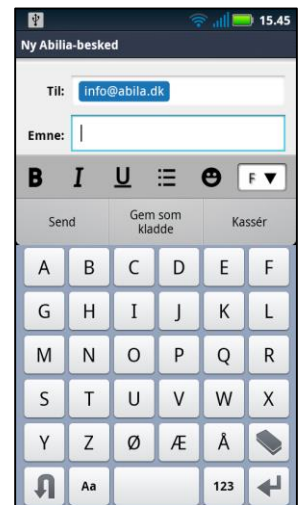 15.45
Ny Abilia-besked
Til: info@abila.dk
Emne:
B I U F ▼
Send Gem som kladde Kassér
A B C D E F
G H I J K L
M N O P Q R
S T U V W X
Y Z Ø Æ Å
Aa 123